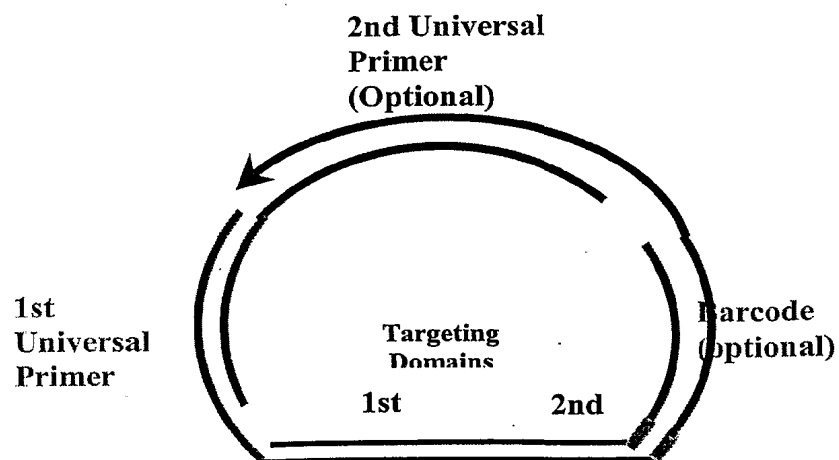 2nd Universal
Primer
(Optional)
1st
Universal
Primer
Targeting
Domains
1st 2nd
Barcode
(optional)